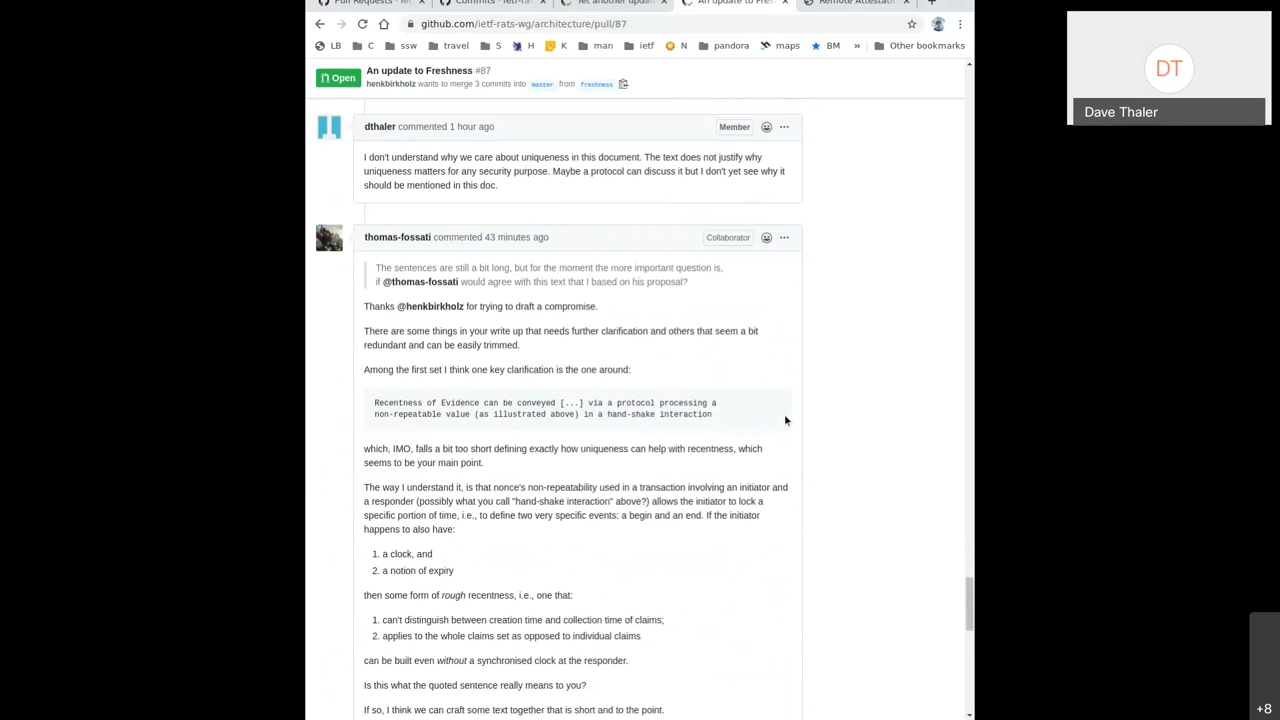 Pull Requests · ietf-r
Commits · ietf-r
Yet another updat
An update to Fres
Remote Attestatio
github.com/ietf-rats-wg/architecture/pull/87
LB
C
ssw
travel
S
H
K
man
ietf
N
pandora
maps
BM
»
Other bookmarks
Open
An update to Freshness #87
henkbirkholz wants to merge 3 commits into master from freshness
dthaler commented 1 hour ago
Member
I don't understand why we care about uniqueness in this document. The text does not justify why
uniqueness matters for any security purpose. Maybe a protocol can discuss it but I don't yet see why it
should be mentioned in this doc.
thomas-fossati commented 43 minutes ago
Collaborator
The sentences are still a bit long, but for the moment the more important question is,
if @thomas-fossati would agree with this text that I based on his proposal?
Thanks @henkbirkholz for trying to draft a compromise.
There are some things in your write up that needs further clarification and others that seem a bit
redundant and can be easily trimmed.
Among the first set I think one key clarification is the one around:
Recentness of Evidence can be conveyed [...] via a protocol processing a
non-repeatable value (as illustrated above) in a hand-shake interaction
which, IMO, falls a bit too short defining exactly how uniqueness can help with recentness, which
seems to be your main point.
The way I understand it, is that nonce's non-repeatability used in a transaction involving an initiator and
a responder (possibly what you call "hand-shake interaction" above?) allows the initiator to lock a
specific portion of time, i.e., to define two very specific events: a begin and an end. If the initiator
happens to also have:
1. a clock, and
2. a notion of expiry
then some form of rough recentness, i.e., one that:
1. can't distinguish between creation time and collection time of claims;
2. applies to the whole claims set as opposed to individual claims
can be built even without a synchronised clock at the responder.
Is this what the quoted sentence really means to you?
If so, I think we can craft some text together that is short and to the point.
DT
Dave Thaler
+8